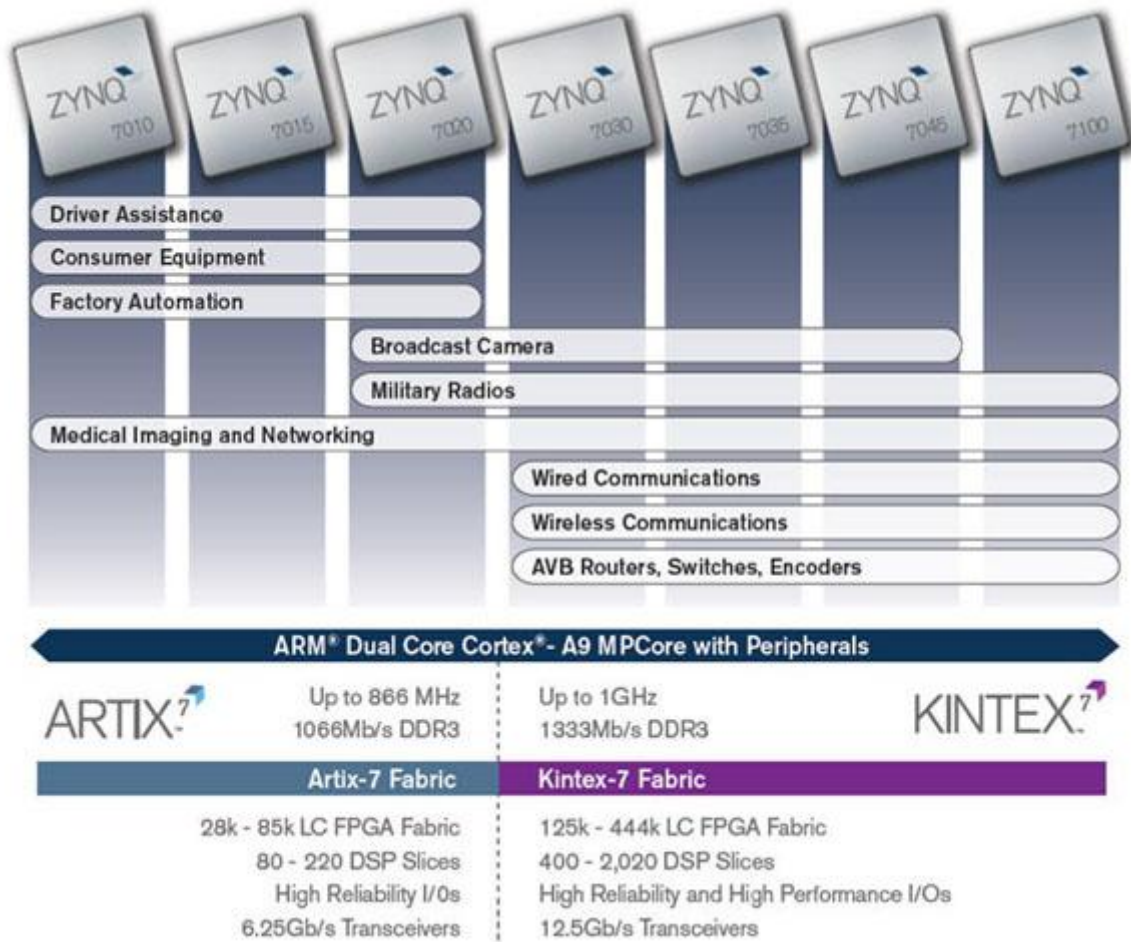 ZYNQ 7010
ZYNQ 7015
ZYNQ 7020
ZYNQ 7030
ZYNQ 7035
ZYNQ 7045
ZYNQ 7100
Driver Assistance
Consumer Equipment
Factory Automation
Broadcast Camera
Military Radios
Medical Imaging and Networking
Wired Communications
Wireless Communications
AVB Routers, Switches, Encoders
ARM® Dual Core Cortex®- A9 MPCore with Peripherals
ARTIX.7
Up to 866 MHz
1066Mb/s DDR3
Up to 1GHz
1333Mb/s DDR3
KINTEX.7
Artix-7 Fabric
Kintex-7 Fabric
28k - 85k LC FPGA Fabric
125k - 444k LC FPGA Fabric
80 - 220 DSP Slices
400 - 2,020 DSP Slices
High Reliability I/0s
High Reliability and High Performance I/Os
6.25Gb/s Transceivers
12.5Gb/s Transceivers